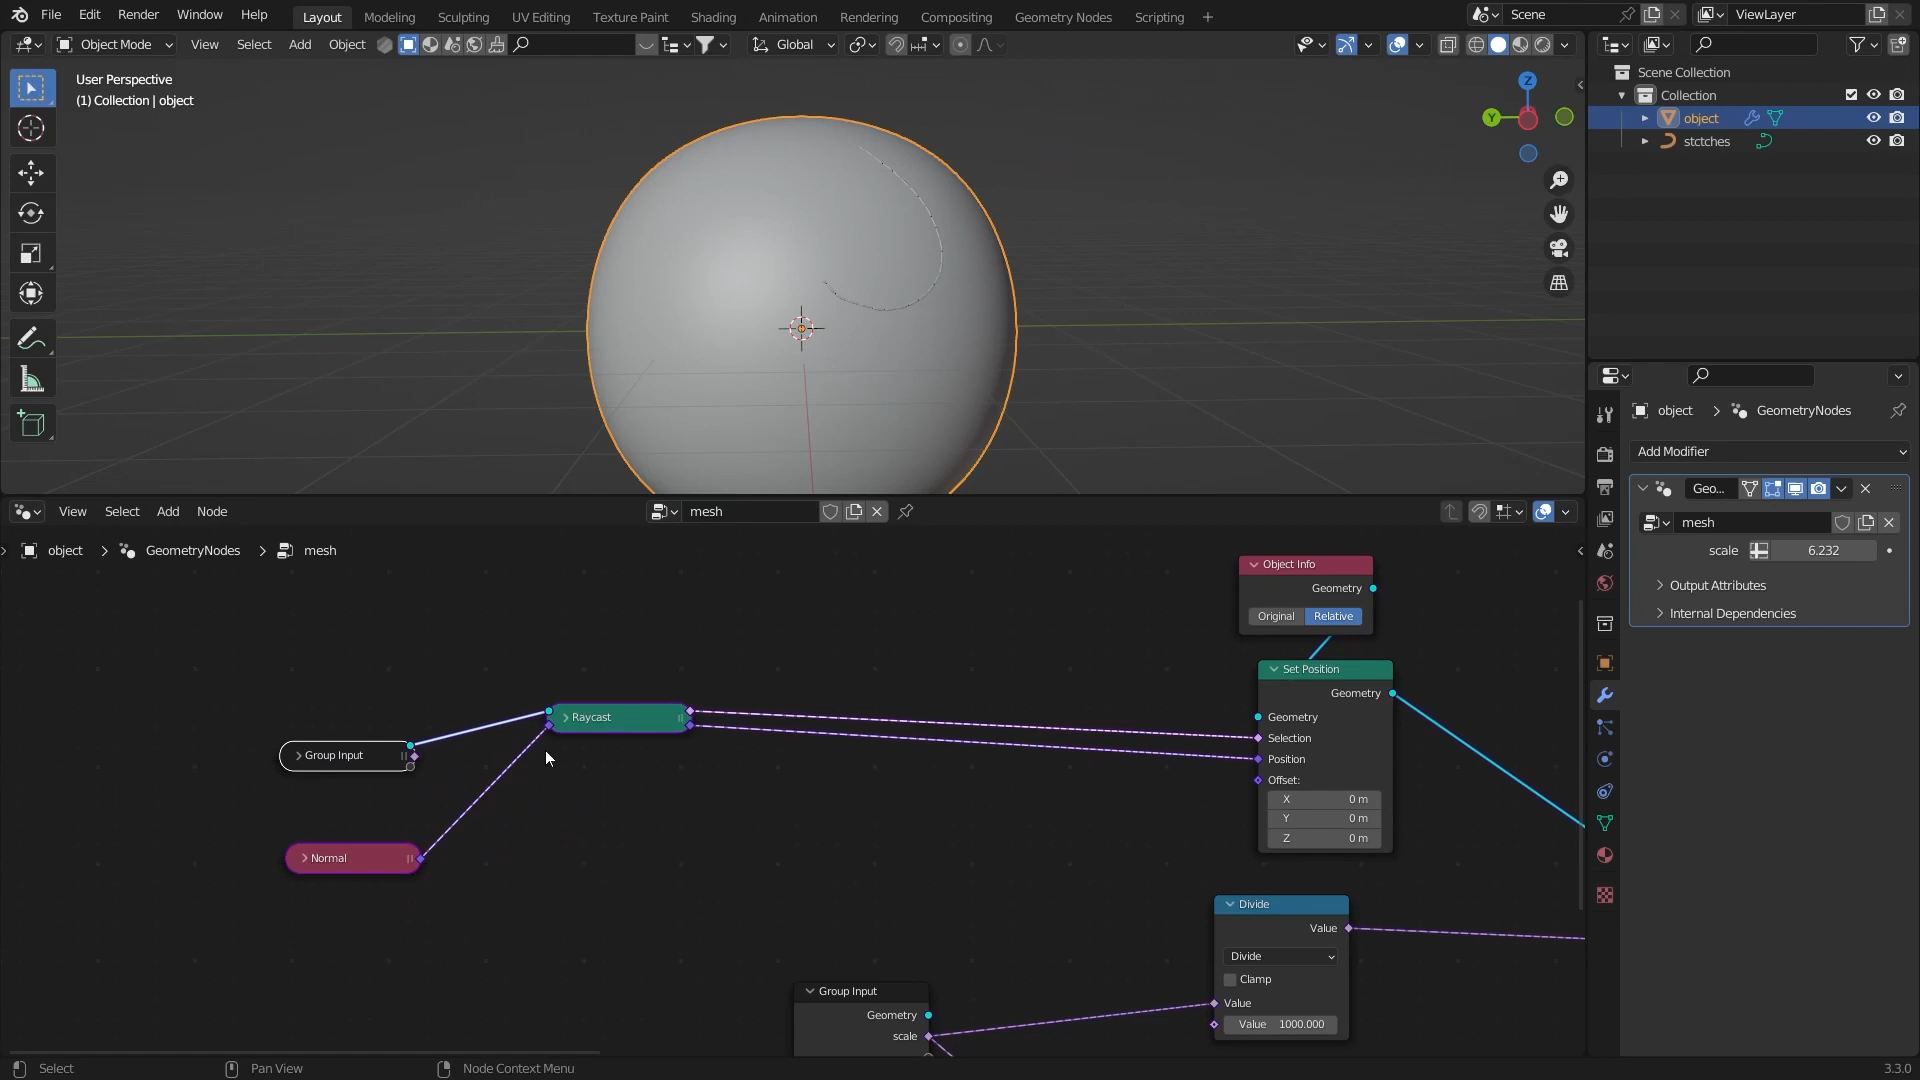 File Edit Render Window Help Layout Modeling Sculpting UV Editing Texture Paint Shading Animation Rendering Compositing Geometry Nodes Scripting + Scene ViewLayer
Object Mode View Select Add Object Global
User Perspective
(1) Collection | object
Z
Y
Scene Collection
Collection
object
stctches
object > GeometryNodes
Add Modifier
Geo...
mesh
scale 6.232
Output Attributes
Internal Dependencies
View Select Add Node mesh
object > GeometryNodes > mesh
Object Info
Geometry
Original Relative
Set Position
Geometry
Geometry
Selection
Position
Offset:
X 0 m
Y 0 m
Z 0 m
Raycast
Group Input
Normal
Divide
Value
Divide
Clamp
Value
Value 1000.000
Group Input
Geometry
scale
Select Pan View Node Context Menu 3.3.0